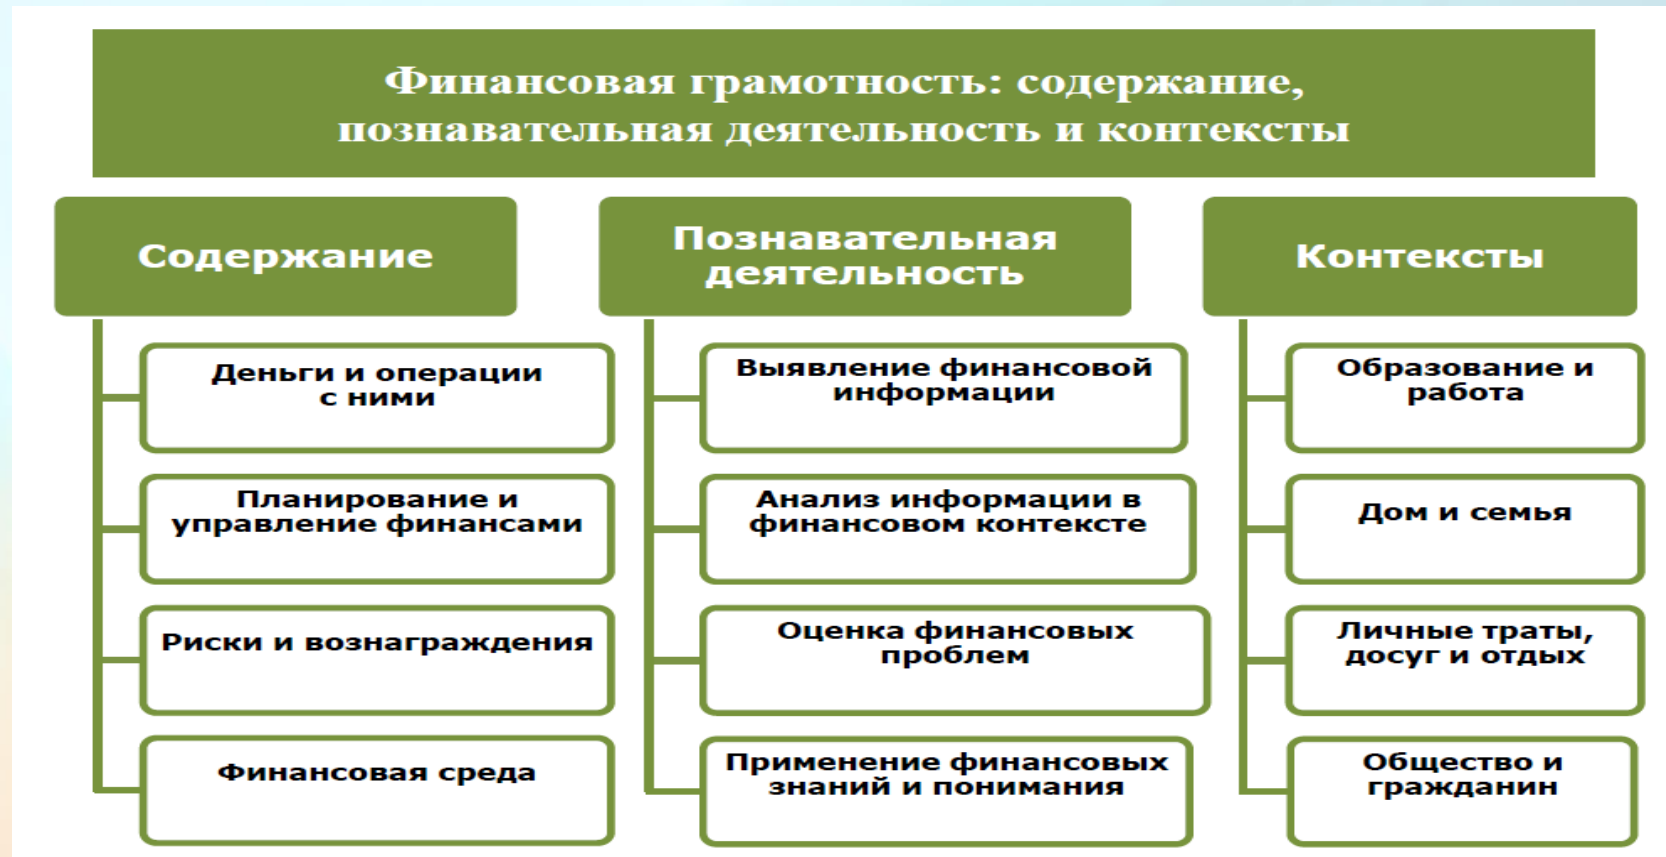 Финансовая грамотность: содержание,
познавательная деятельность и контексты
Содержание
Деньги и операции
с ними
Планирование и
управление финансами
Риски и вознаграждения
Финансовая среда
Познавательная
деятельность
Выявление финансовой
информации
Анализ информации в
финансовом контексте
Оценка финансовых
проблем
Применение финансовых
знаний и понимания
Контексты
Образование и
работа
Дом и семья
Личные траты,
досуг и отдых
Общество и
гражданин